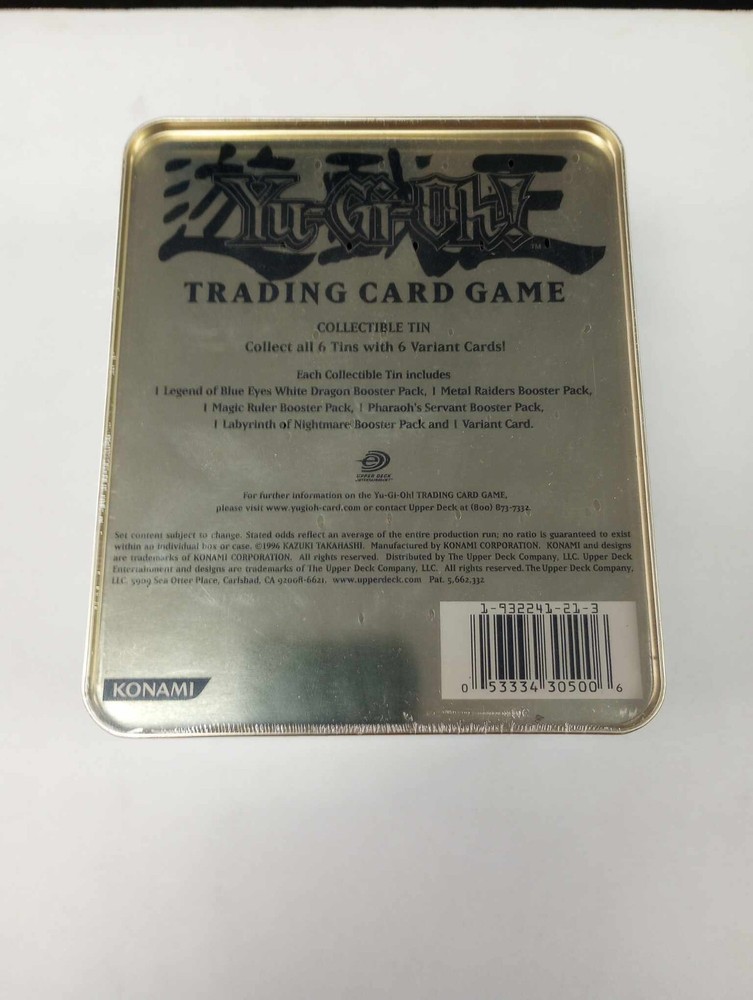 遊戯王
Yu-Gi-Oh!
TM
TRADING CARD GAME
COLLECTIBLE TIN
Collect all 6 Tins with 6 Variant Cards!
Each Collectible Tin includes
1 Legend of Blue Eyes White Dragon Booster Pack, 1 Metal Raiders Booster Pack,
1 Magic Ruler Booster Pack, 1 Pharaoh's Servant Booster Pack,
1 Labyrinth of Nightmare Booster Pack and 1 Variant Card.
UPPER DECK
ENTERTAINMENT
For further information on the Yu-Gi-Oh! TRADING CARD GAME,
please visit www.yugioh-card.com or contact Upper Deck at (800) 873-7332.
Set content subject to change. Stated odds reflect an average of the entire production run; no ratio is guaranteed to exist
within an individual box or case. ©1996 KAZUKI TAKAHASHI. Manufactured by KONAMI CORPORATION. KONAMI and designs
are trademarks of KONAMI CORPORATION. All rights reserved. Distributed by The Upper Deck Company, LLC. Upper Deck
Entertainment and designs are trademarks of The Upper Deck Company, LLC. All rights reserved. The Upper Deck Company,
LLC. 5909 Sea Otter Place, Carlsbad, CA 92008-6621. www.upperdeck.com Pat. 5,662,332
1-932241-21-3
0 53334 30500 6
KONAMI